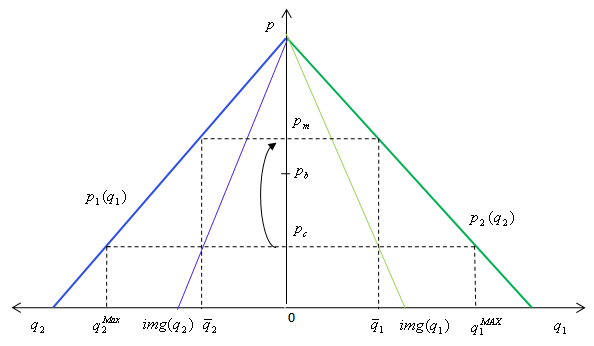 p
p_m
p_b
p_1(q_1)
p_2(q_2)
p_c
0
q_2 q_2^{Max} img(q_2) q̅_2 q̅_1 img(q_1) q_1^{MAX} q_1